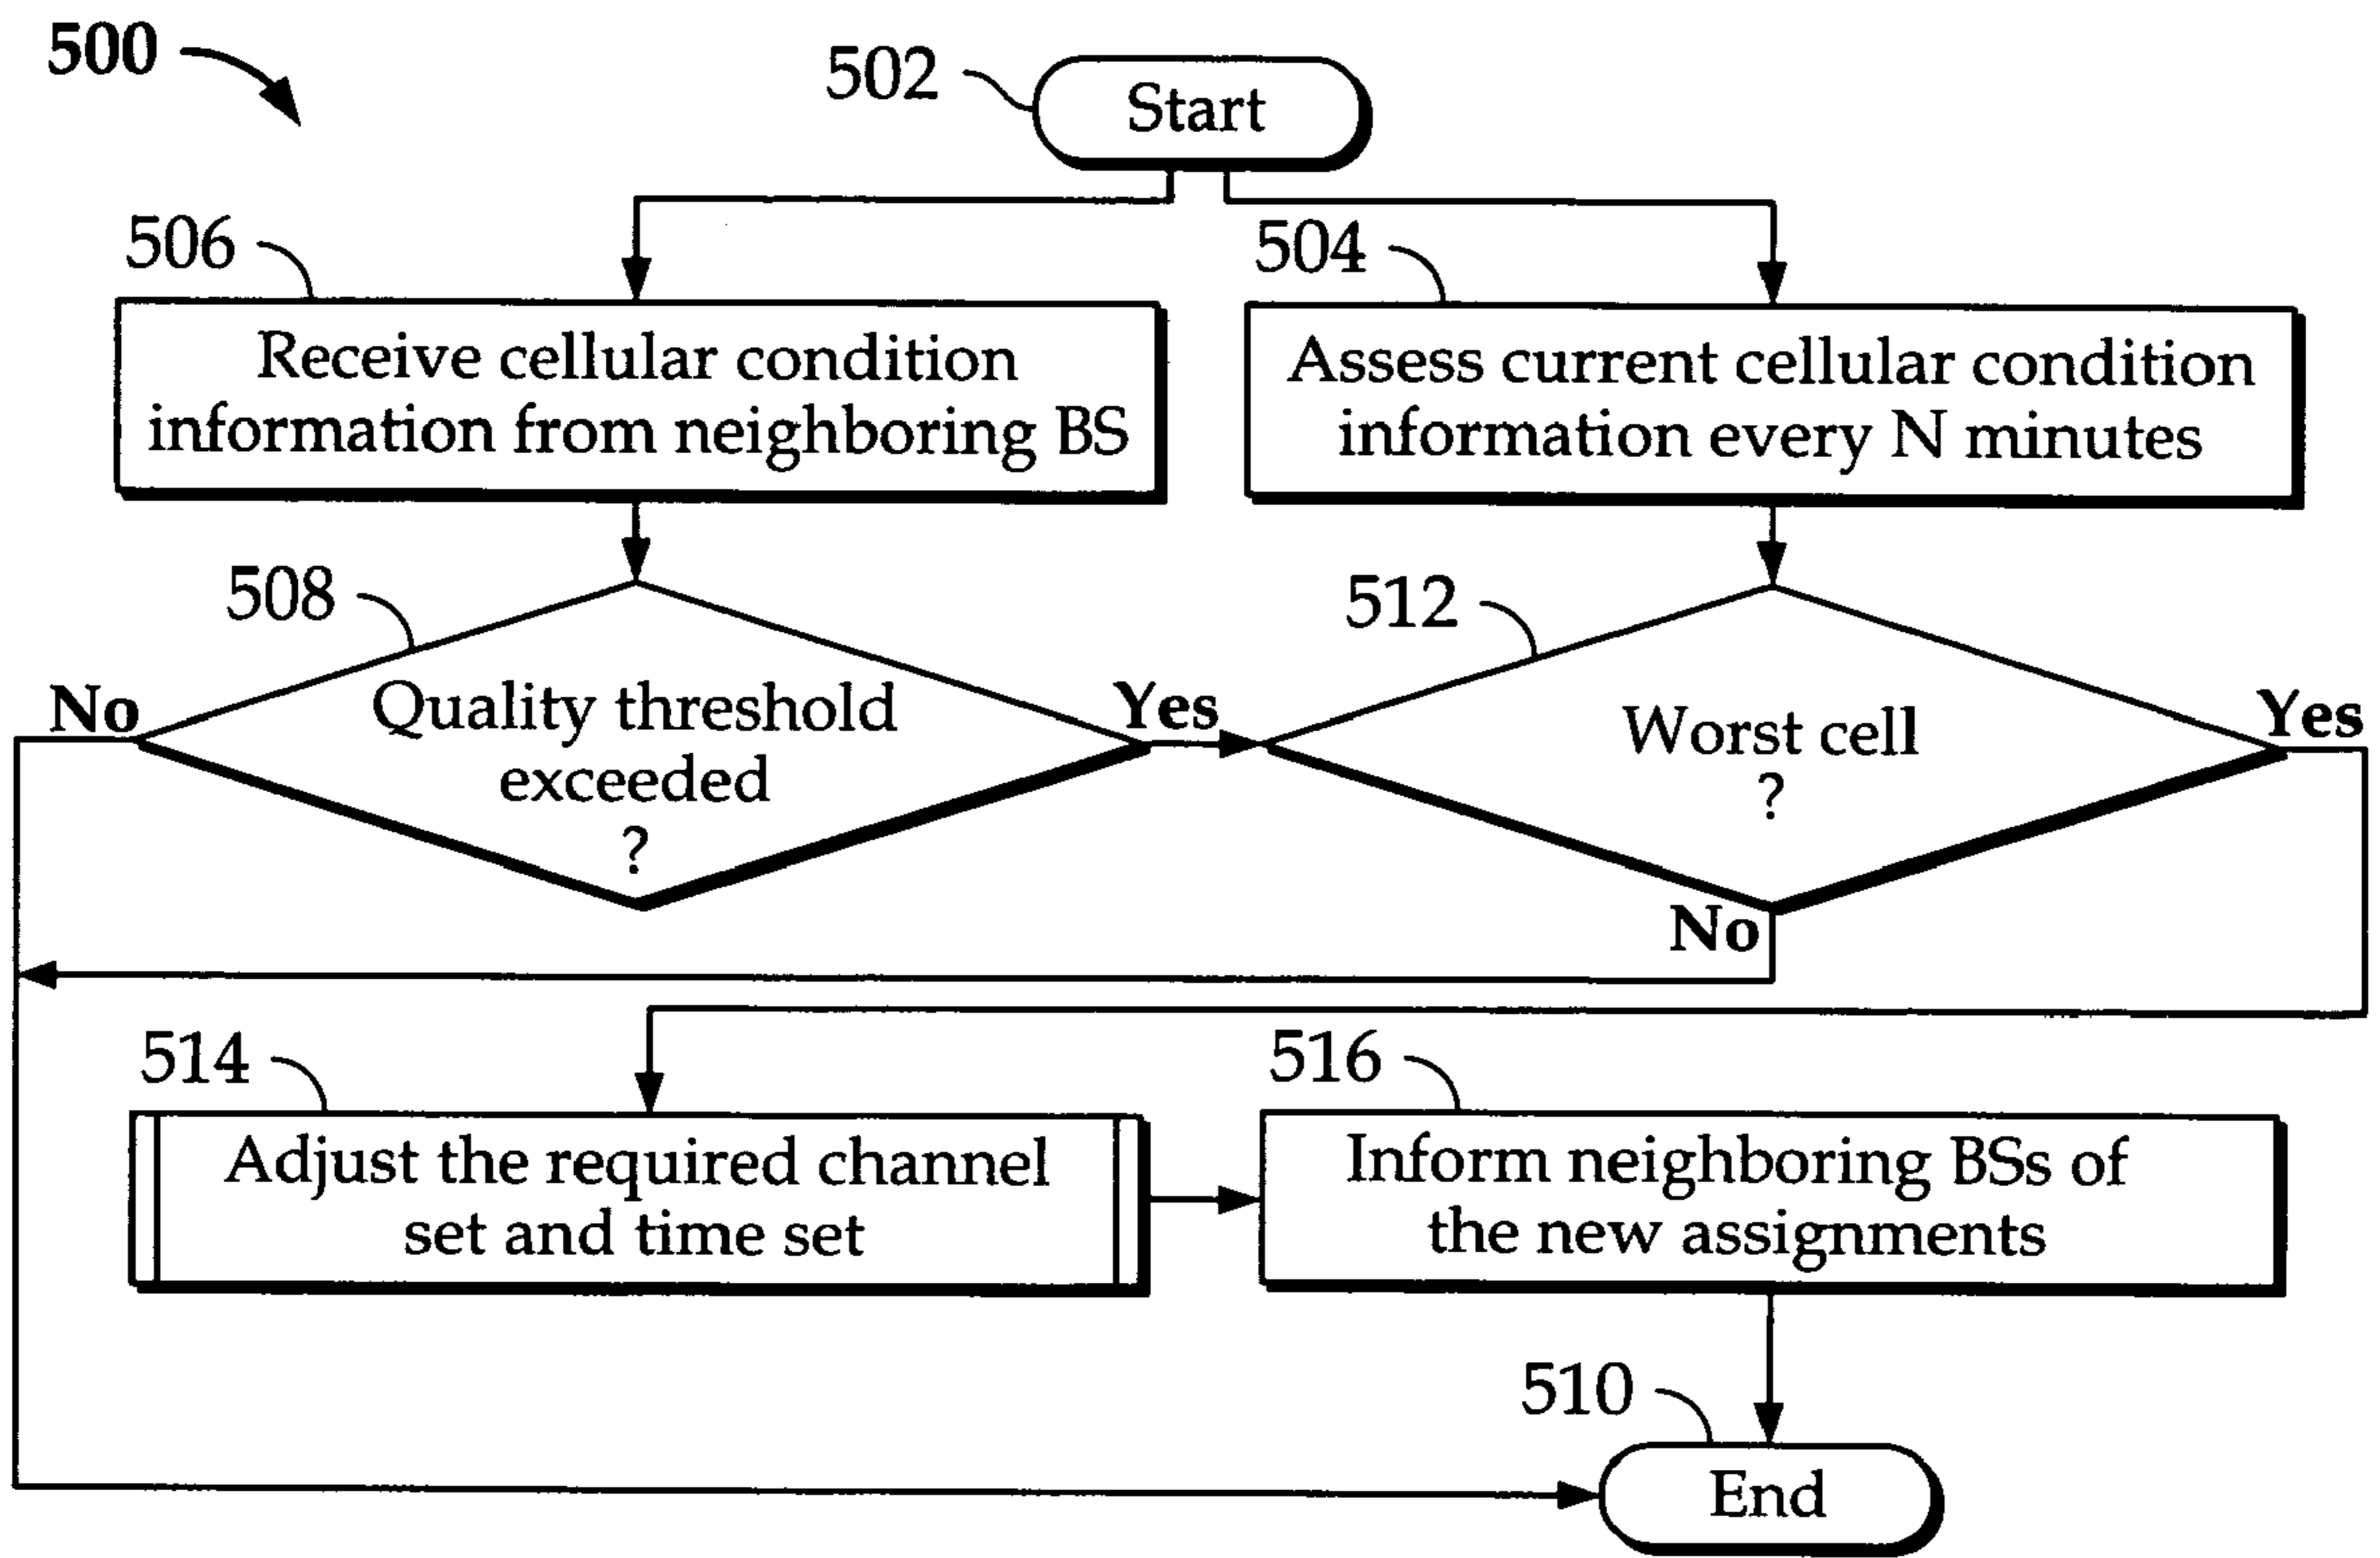 500
502
Start
506
504
Receive cellular condition
information from neighboring BS
Assess current cellular condition
information every N minutes
508
512
No
Quality threshold
exceeded
?
Yes
Worst cell
?
Yes
No
514
516
Adjust the required channel
set and time set
Inform neighboring BSs of
the new assignments
510
End